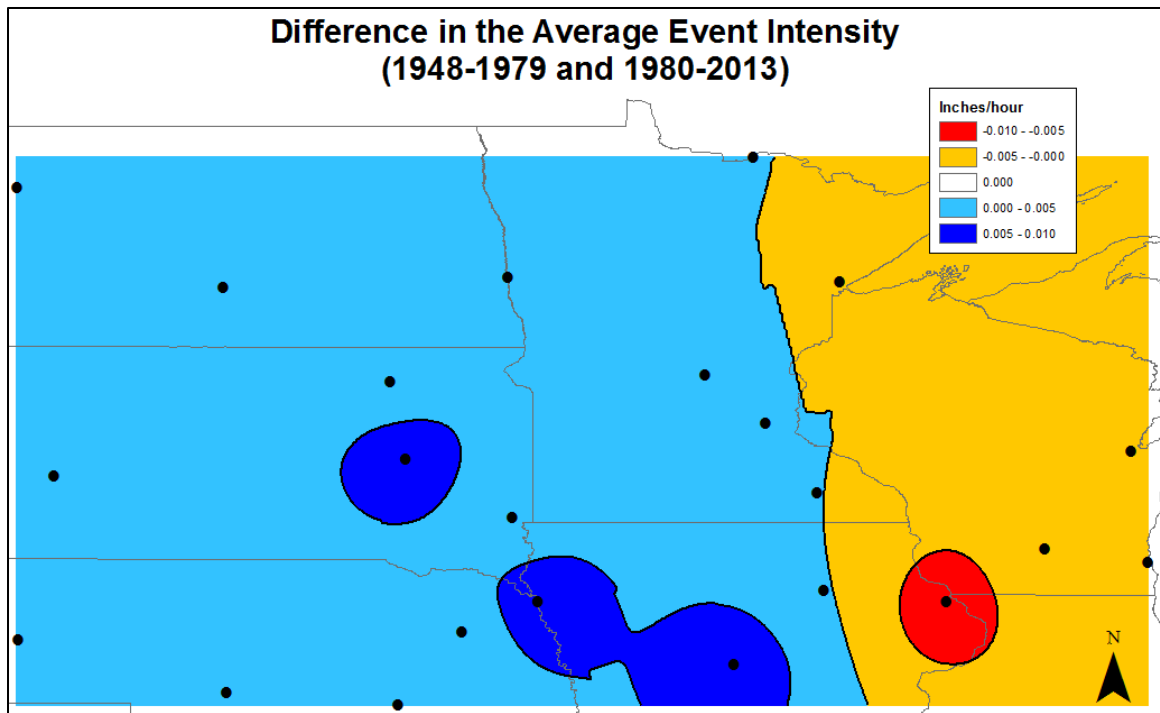 Difference in the Average Event Intensity
(1948-1979 and 1980-2013)
Inches/hour
-0.010 - -0.005
-0.005 - -0.000
0.000
0.000 - 0.005
0.005 - 0.010
N